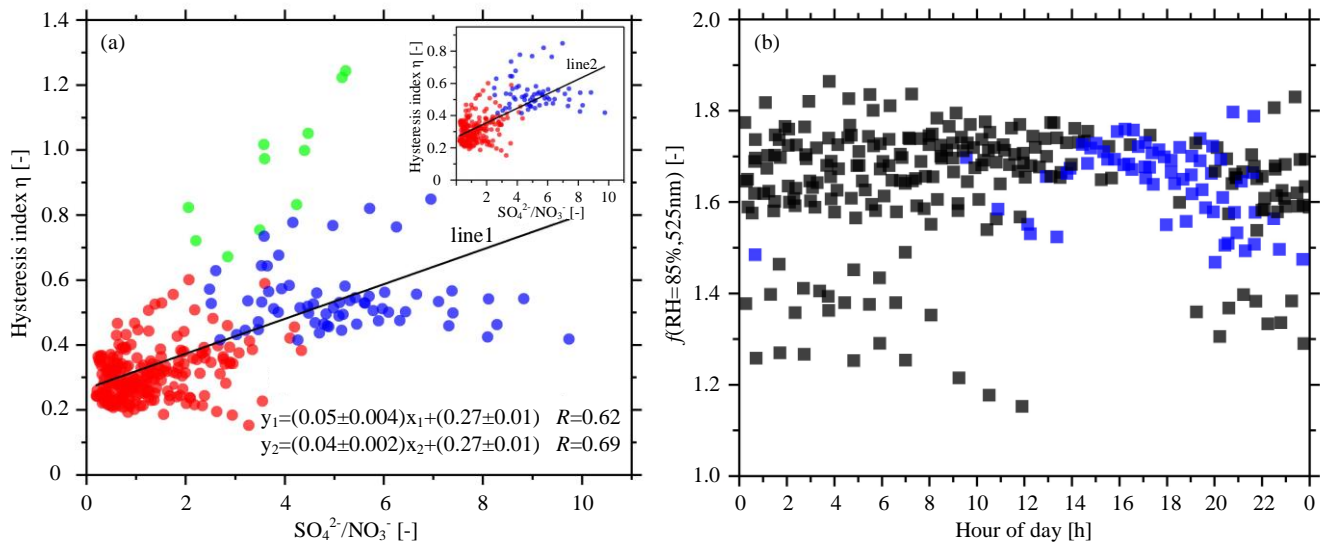 (a)
Hysteresis index η [-]
1.4
1.2
1.0
0.8
0.6
0.4
0.2
0
0 2 4 6 8 10
SO₄²⁻/NO₃⁻ [-]
line1
y₁=(0.05±0.004)x₁+(0.27±0.01) R=0.62
y₂=(0.04±0.002)x₂+(0.27±0.01) R=0.69
Hysteresis index η [-]
0.8
0.6
0.4
0.2
0
2 4 6 8 10
SO₄²⁻/NO₃⁻ [-]
line2
(b)
f(RH=85%,525nm) [-]
2.0
1.8
1.6
1.4
1.2
1.0
0 2 4 6 8 10 12 14 16 18 20 22 0
Hour of day [h]